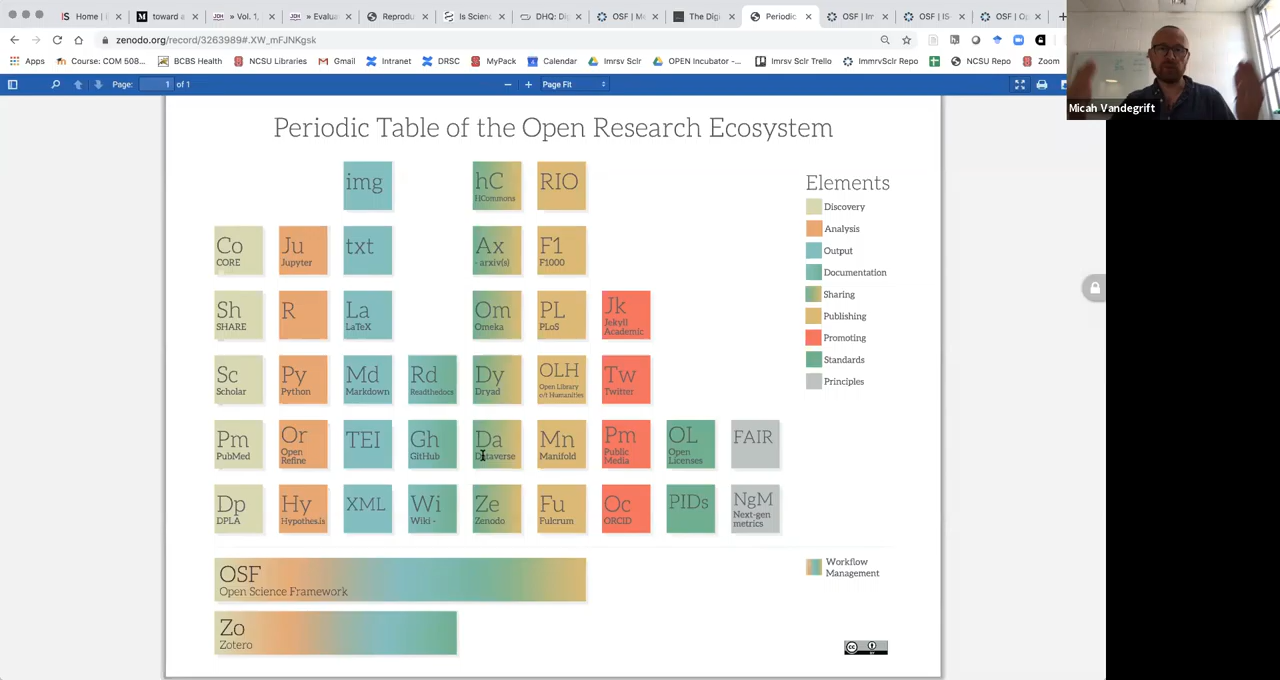 Home | (
toward a
» Vol. 1,
» Evalua
Reprodu
Is Scienc
DHQ: Di
OSF | M
The Digi
Periodic
OSF | Im
OSF | IS
OSF | O
zenodo.org/record/3263989#.XW_mFJNKgsk
Apps
Course: COM 508...
BCBS Health
NCSU Libraries
Gmail
Intranet
DRSC
MyPack
Calendar
Imrsv Sclr
OPEN Incubator -...
Imrsv Sclr Trello
ImmrvSclr Repo
NCSU Repo
Zoom
Page: 1 of 1
Page Fit
Micah Vandegrift
Periodic Table of the Open Research Ecosystem
img
hC
HCommons
RIO
Co
CORE
Ju
Jupyter
txt
Ax
- arxiv(s)
F1
F1000
Sh
SHARE
R
La
LaTeX
Om
Omeka
PL
PLoS
Jk
Jekyll
Academic
Sc
Scholar
Py
Python
Md
Markdown
Rd
Readthedocs
Dy
Dryad
OLH
Open Library
o/t Humanities
Tw
Twitter
Pm
PubMed
Or
Open
Refine
TEI
Gh
GitHub
Da
Dataverse
Mn
Manifold
Pm
Public
Media
OL
Open
Licenses
FAIR
Dp
DPLA
Hy
Hypothes.is
XML
Wi
Wiki -
Ze
Zenodo
Fu
Fulcrum
Oc
ORCID
PIDs
NgM
Next-gen
metrics
OSF
Open Science Framework
Zo
Zotero
Elements
Discovery
Analysis
Output
Documentation
Sharing
Publishing
Promoting
Standards
Principles
Workflow
Management